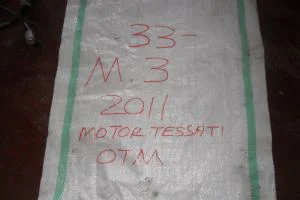 -33-
M.3
2011
MOTOR TESSATI
OTM